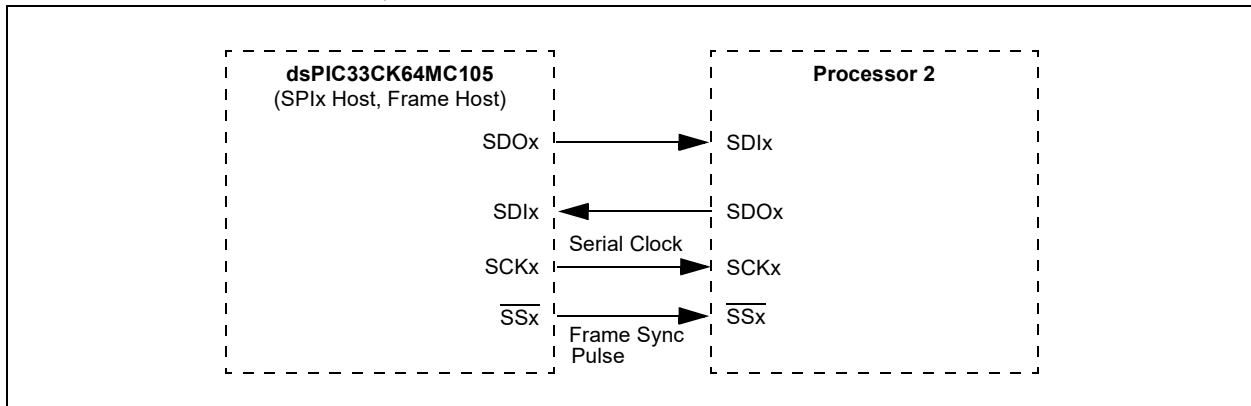 dsPIC33CK64MC105
(SPIx Host, Frame Host)
Processor 2
SDOx
SDIx
SDIx
SDOx
Serial Clock
SCKx
SCKx
SSx
SSx
Frame Sync
Pulse